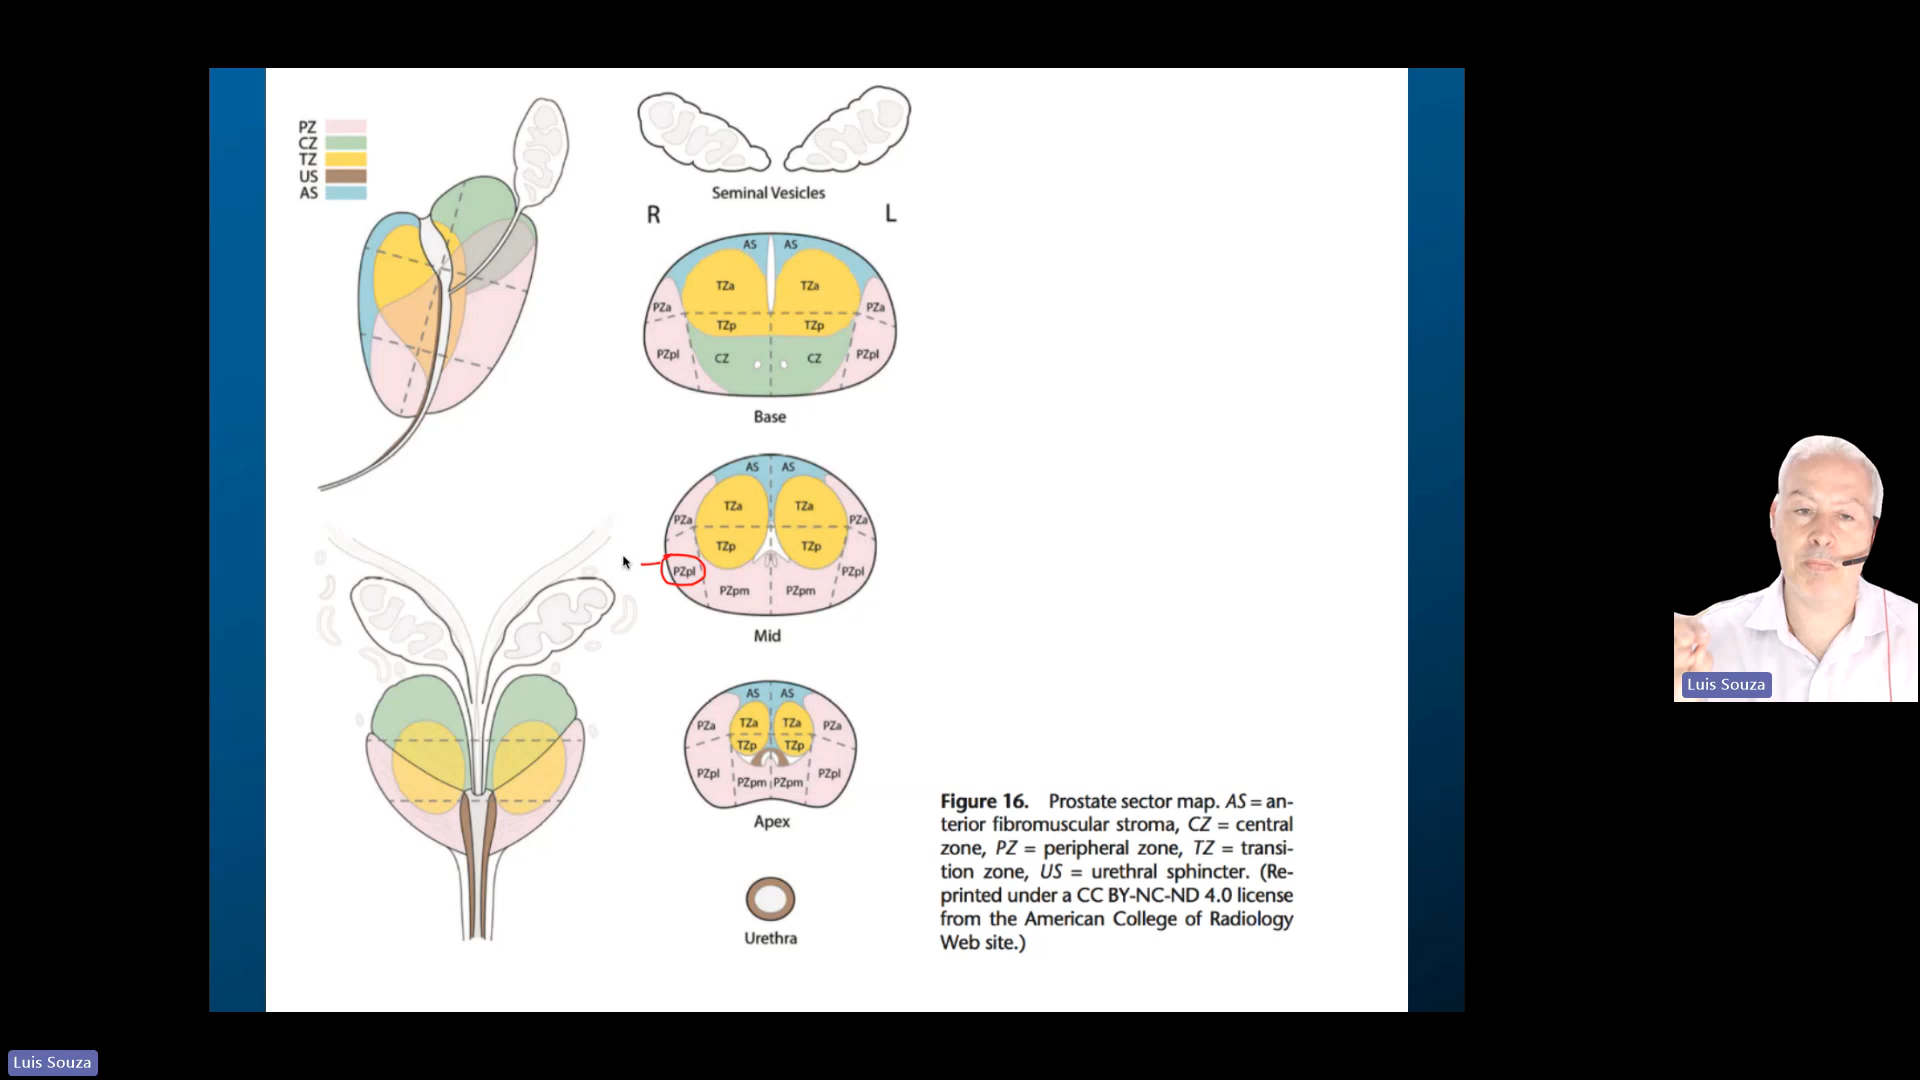 PZ
CZ
TZ
US
AS
Seminal Vesicles
R L
AS AS
TZa TZa
PZa PZa
TZp TZp
PZpl CZ CZ PZpl
Base
AS AS
TZa TZa
PZa PZa
TZp TZp
PZpl PZpl
PZpm PZpm
Mid
AS AS
PZa TZa TZa PZa
TZp TZp
PZpl PZpl
PZpm PZpm
Apex
Urethra
Figure 16. Prostate sector map. AS = an-
terior fibromuscular stroma, CZ = central
zone, PZ = peripheral zone, TZ = transi-
tion zone, US = urethral sphincter. (Re-
printed under a CC BY-NC-ND 4.0 license
from the American College of Radiology
Web site.)
Luis Souza
Luis Souza